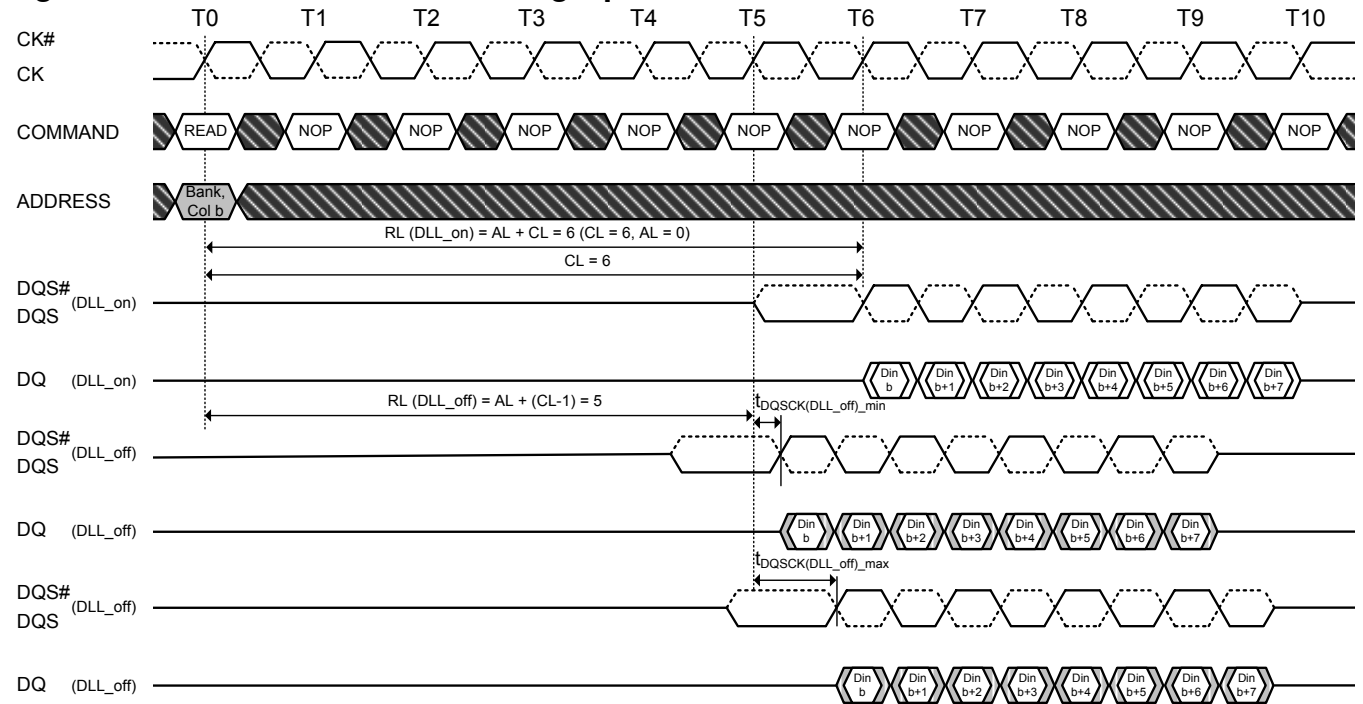 T0 T1 T2 T3 T4 T5 T6 T7 T8 T9 T10
CK#
CK
COMMAND READ NOP NOP NOP NOP NOP NOP NOP NOP NOP NOP
ADDRESS Bank,
Col b
RL (DLL_on) = AL + CL = 6 (CL = 6, AL = 0)
CL = 6
DQS#
(DLL_on)
DQS
DQ (DLL_on) Din Din Din Din Din Din Din Din
b b+1 b+2 b+3 b+4 b+5 b+6 b+7
RL (DLL_off) = AL + (CL-1) = 5 tDQSCK(DLL_off)_min
DQS#
(DLL_off)
DQS
DQ (DLL_off) Din Din Din Din Din Din Din Din
b b+1 b+2 b+3 b+4 b+5 b+6 b+7
tDQSCK(DLL_off)_max
DQS#
(DLL_off)
DQS
DQ (DLL_off) Din Din Din Din Din Din Din Din
b b+1 b+2 b+3 b+4 b+5 b+6 b+7